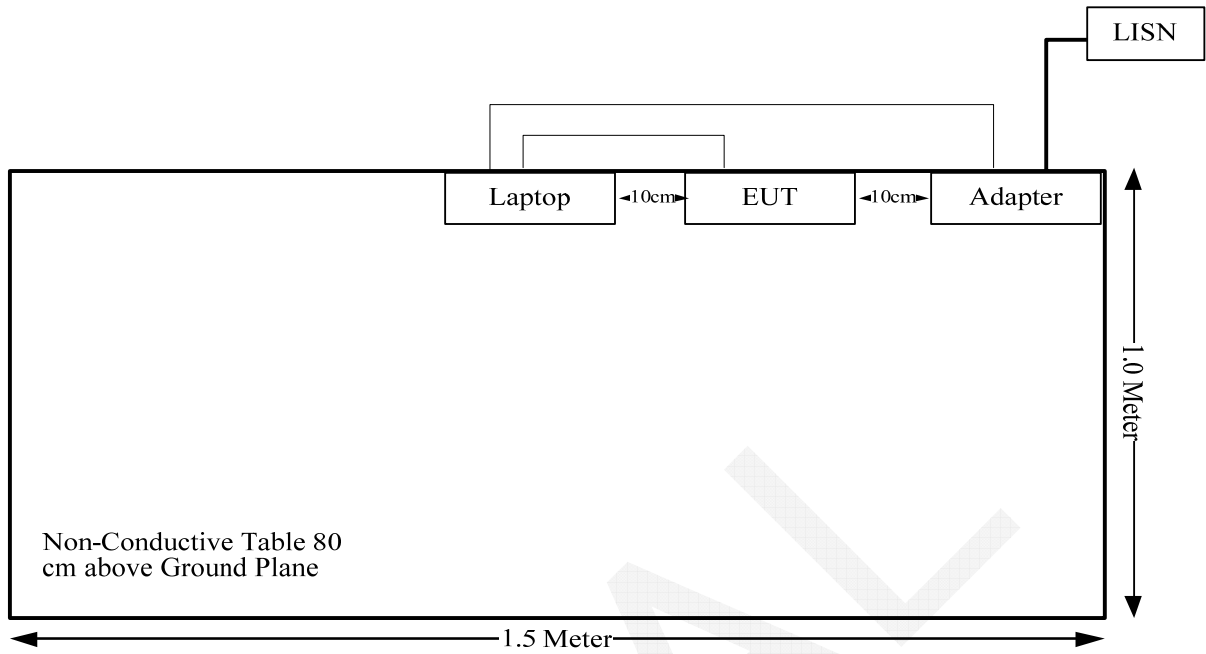 LISN
Laptop
10cm
EUT
10cm
Adapter
1.0 Meter
Non-Conductive Table 80
cm above Ground Plane
1.5 Meter